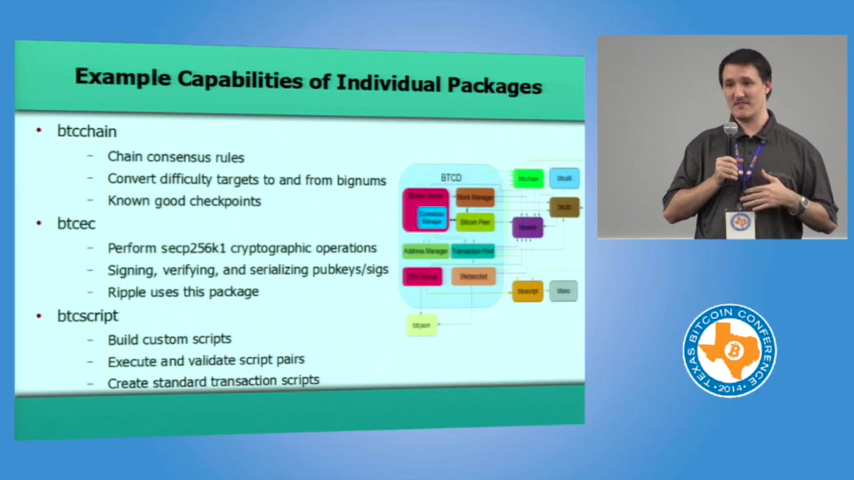 Example Capabilities of Individual Packages
• btcchain
– Chain consensus rules
– Convert difficulty targets to and from bignums
– Known good checkpoints
• btcec
– Perform secp256k1 cryptographic operations
– Signing, verifying, and serializing pubkeys/sigs
– Ripple uses this package
• btcscript
– Build custom scripts
– Execute and validate script pairs
– Create standard transaction scripts
BTCD
Block Manager
Connection
Manager
Bitcoin Peer
Address Manager
Transaction Pool
Websocket
btcchain
btcutil
btcdb
btcscript
btcec
btcjson
TEXAS BITCOIN CONFERENCE
• 2014 •